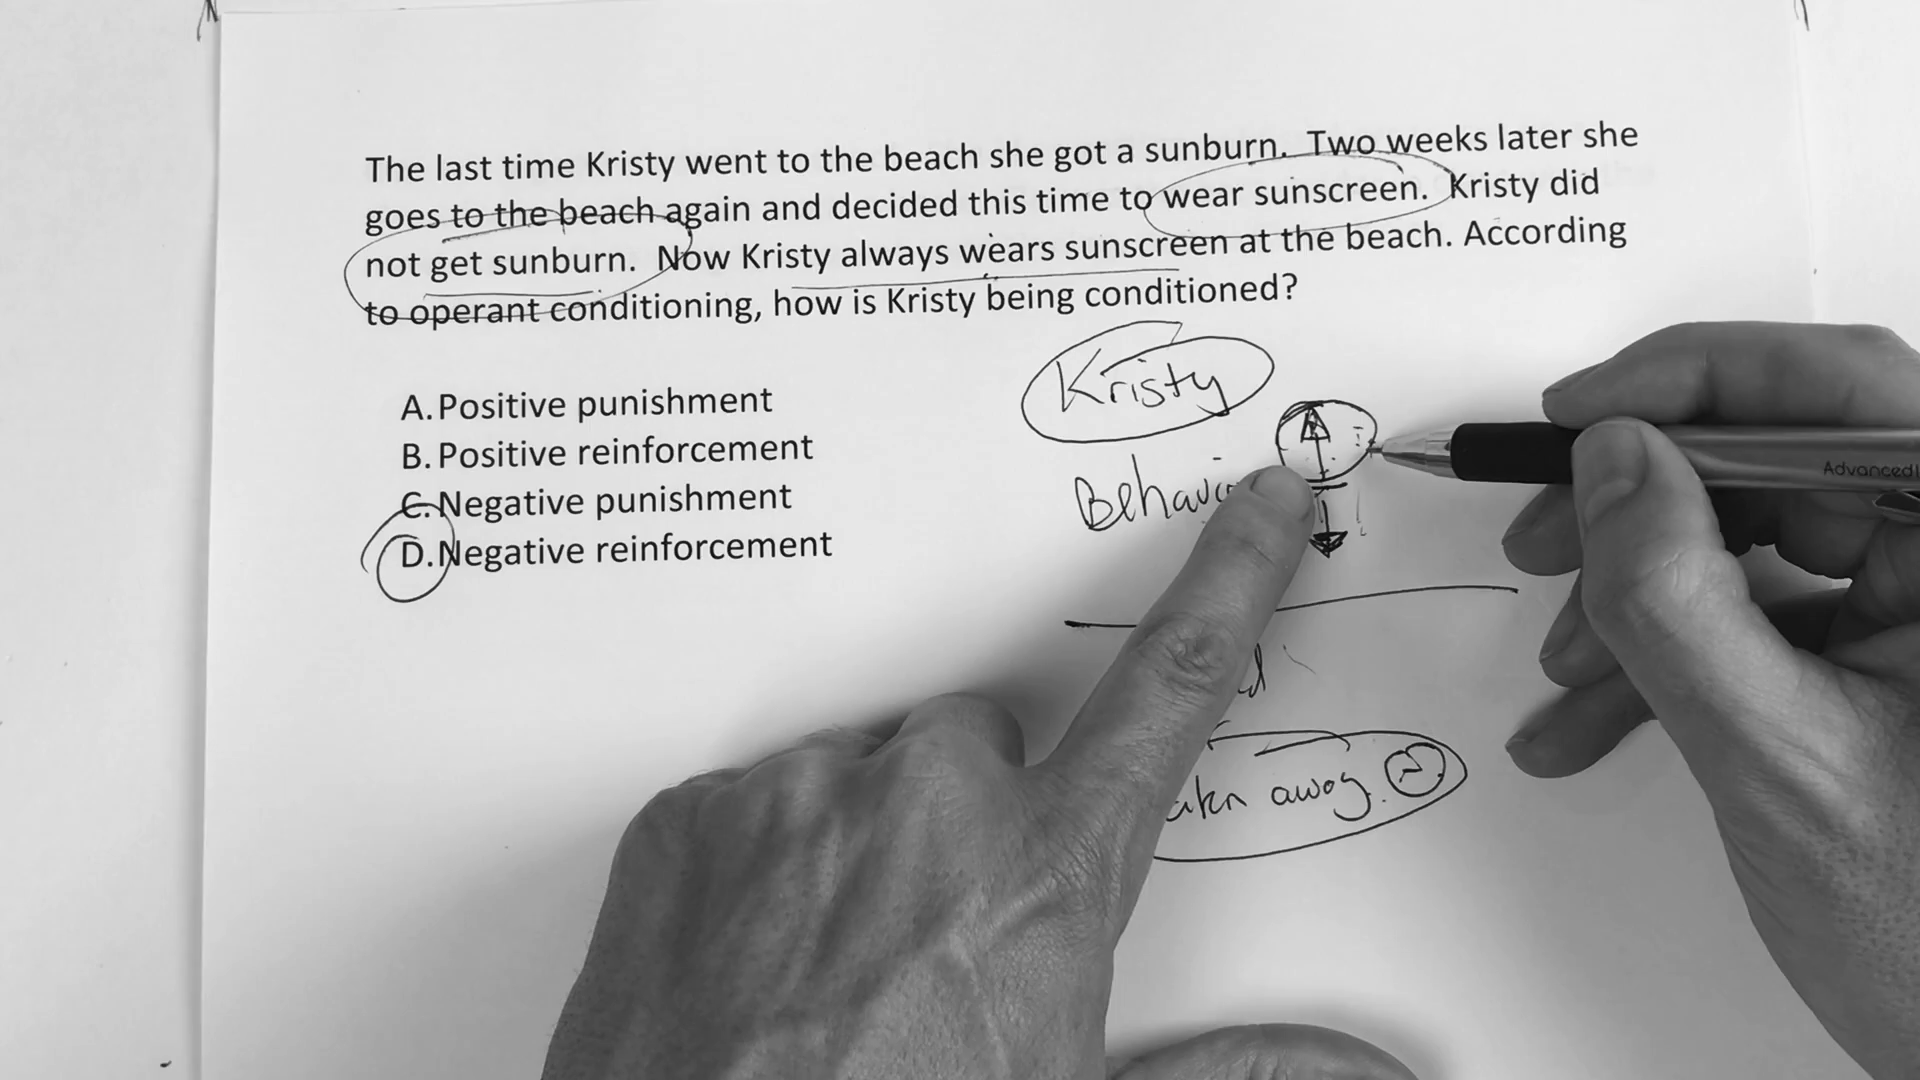 The last time Kristy went to the beach she got a sunburn. Two weeks later she
goes to the beach again and decided this time to wear sunscreen. Kristy did
not get sunburn. Now Kristy always wears sunscreen at the beach. According
to operant conditioning, how is Kristy being conditioned?
A. Positive punishment
B. Positive reinforcement
C. Negative punishment
D. Negative reinforcement
Kristy
away